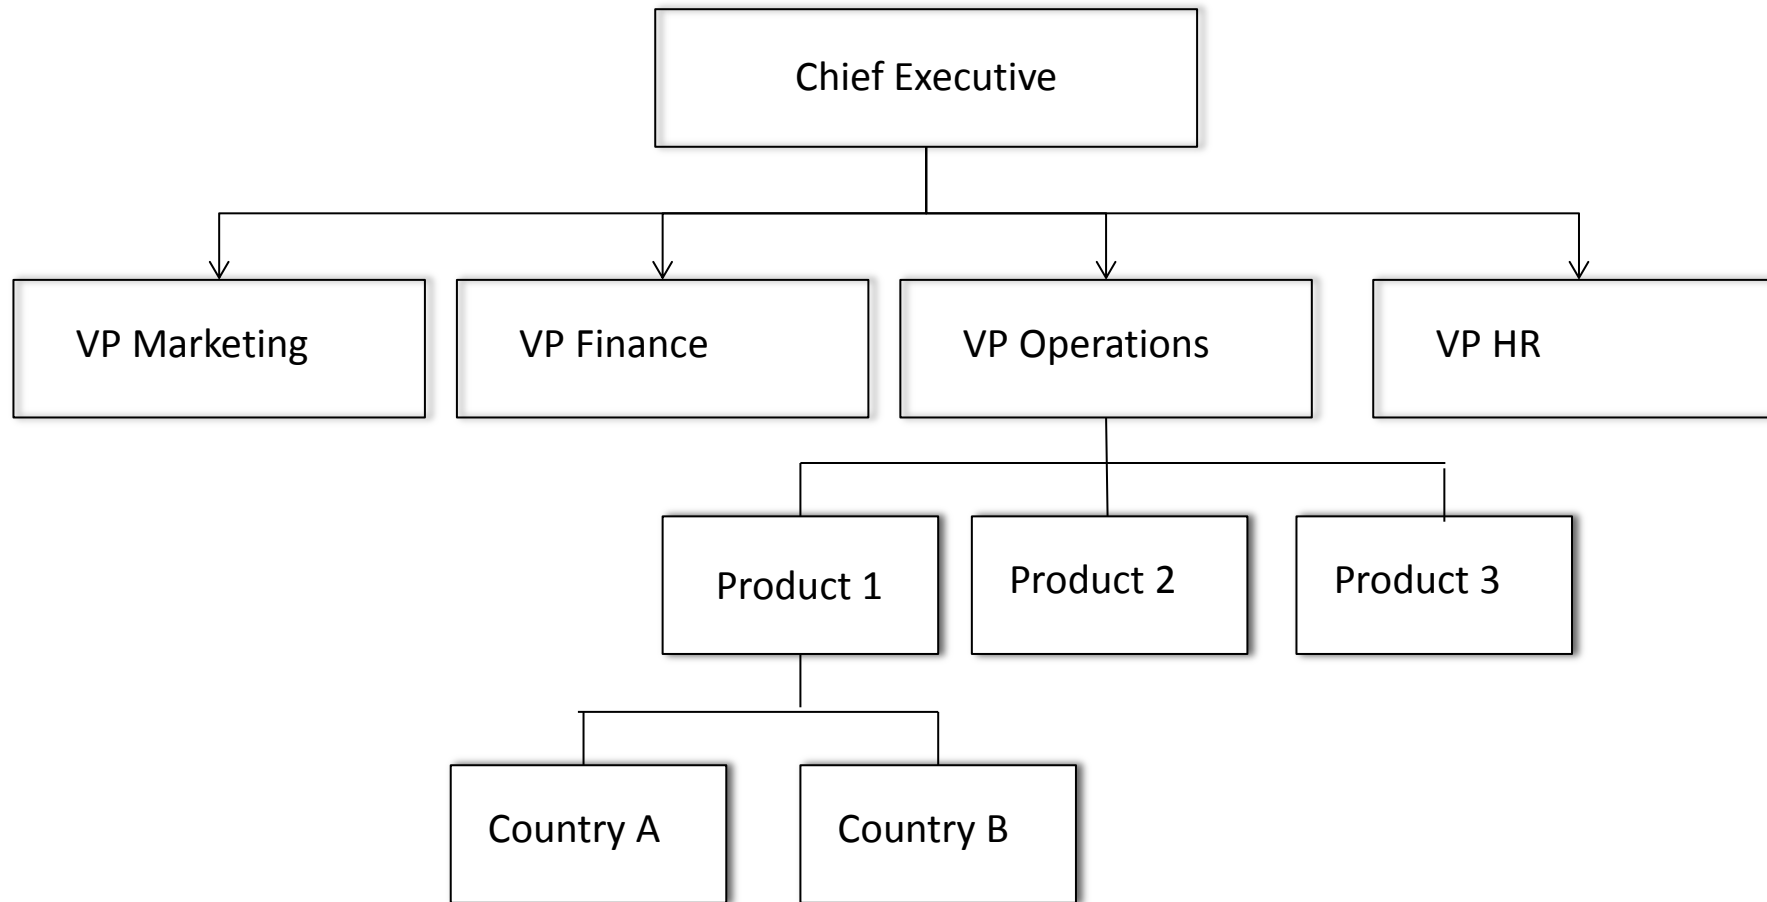 Chief Executive
VP Marketing
VP Finance
VP Operations
VP HR
Product 1
Product 2
Product 3
Country A
Country B